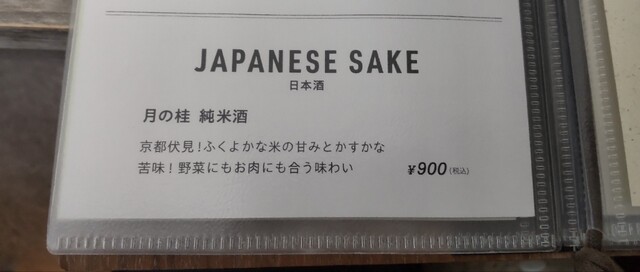 JAPANESE SAKE
日本酒
月の桂 純米酒
京都伏見!ふくよかな米の甘みとかすかな
苦味!野菜にもお肉にも合う味わい ¥900(税込)